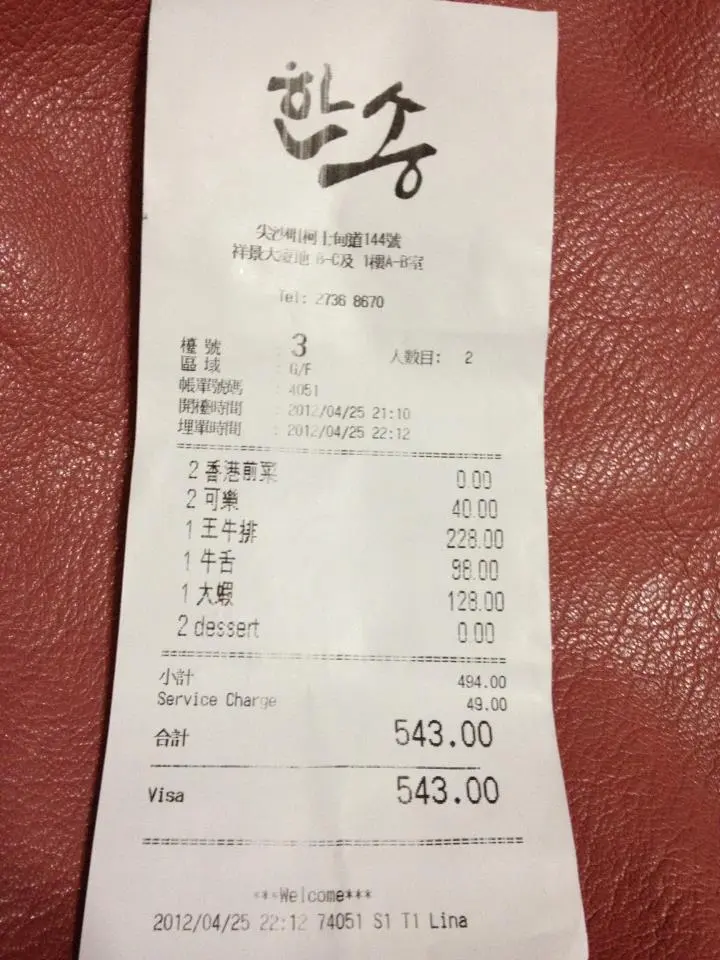 한송
尖沙咀柯士甸道144號
祥景大廈地 B-C及 1樓A-B室
Tel: 2736 8670
檯號 : 3 人數目: 2
區域 : G/F
帳單號碼 : 4051
開檯時間 : 2012/04/25 21:10
埋單時間 : 2012/04/25 22:12
2 香港前菜 0.00
2 可樂 40.00
1 王牛排 228.00
1 牛舌 98.00
1 大蝦 128.00
2 dessert 0.00
小計 494.00
Service Charge 49.00
合計 543.00
Visa 543.00
***Welcome***
2012/04/25 22:12 74051 S1 T1 Lina